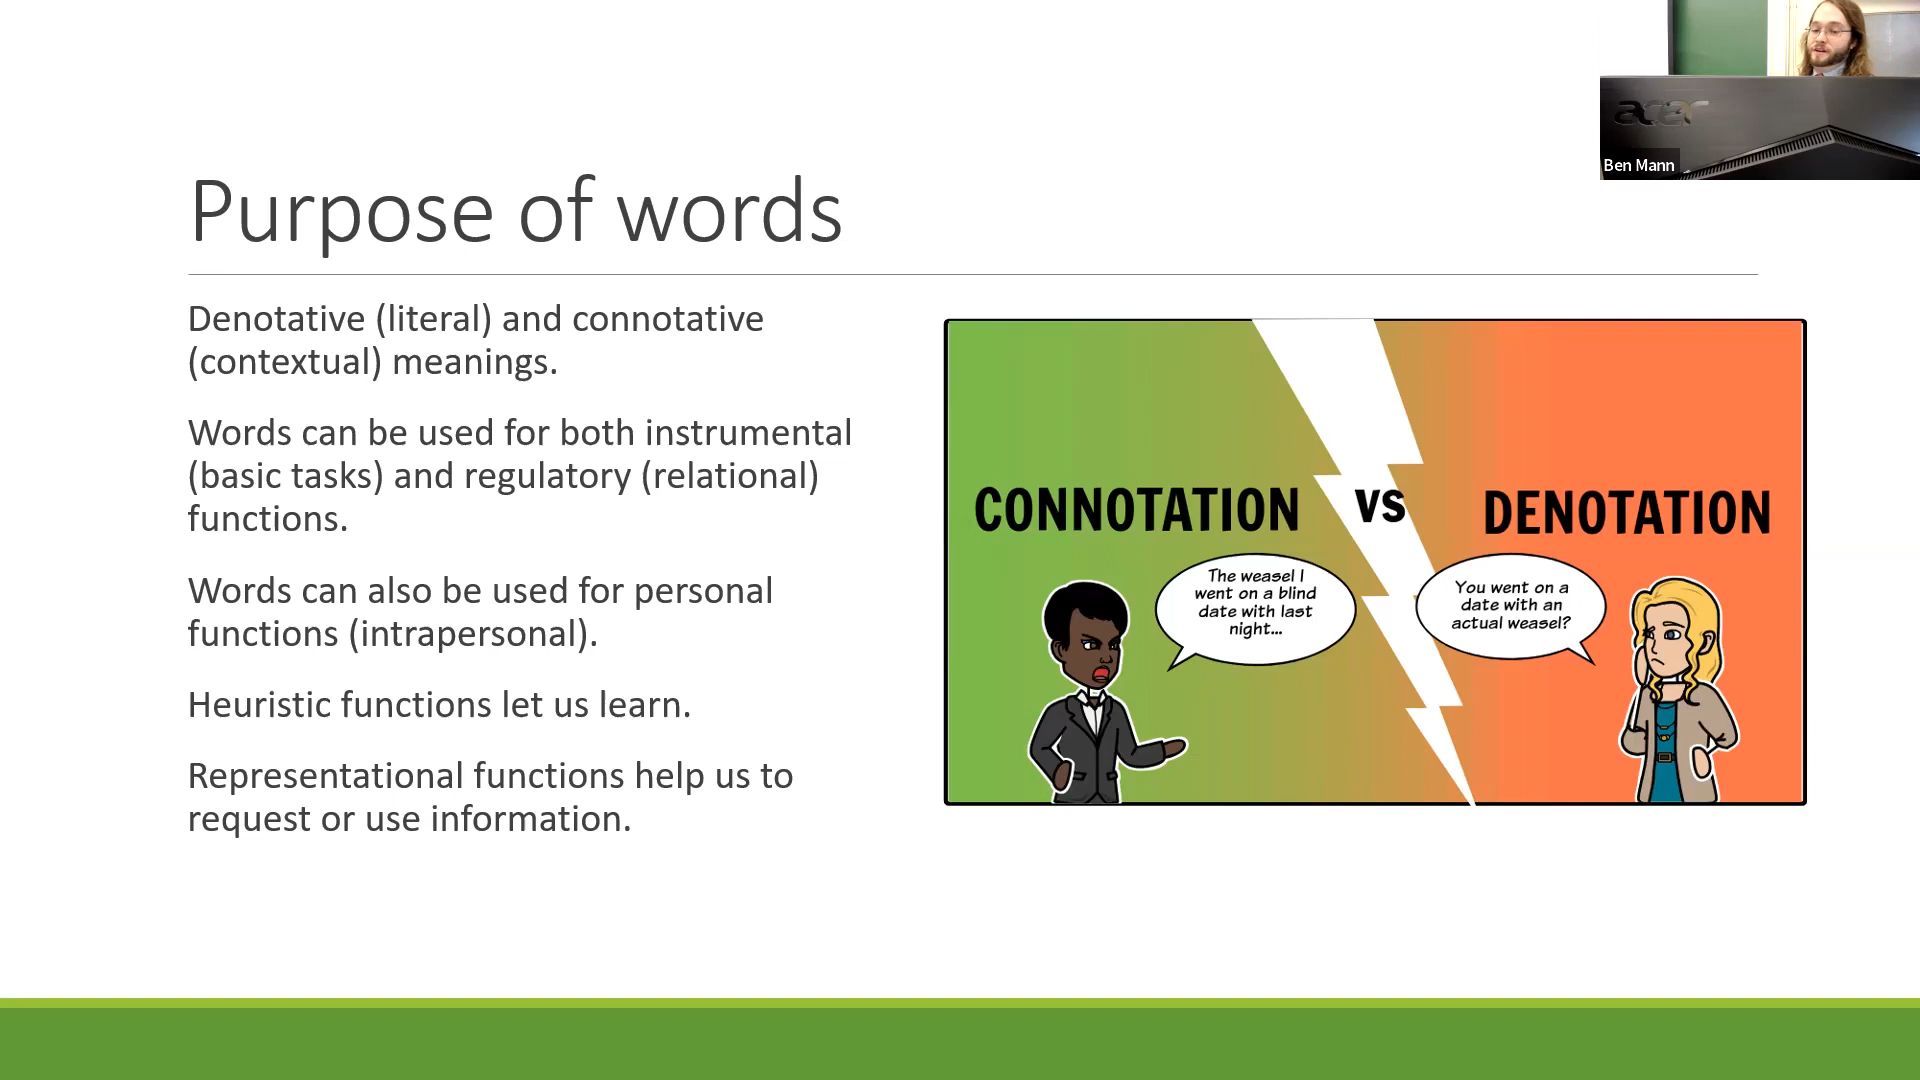 acer
Ben Mann
Purpose of words
Denotative (literal) and connotative
(contextual) meanings.
Words can be used for both instrumental
(basic tasks) and regulatory (relational)
functions.
Words can also be used for personal
functions (intrapersonal).
Heuristic functions let us learn.
Representational functions help us to
request or use information.
CONNOTATION VS DENOTATION
The weasel I
went on a blind
date with last
night...
You went on a
date with an
actual weasel?